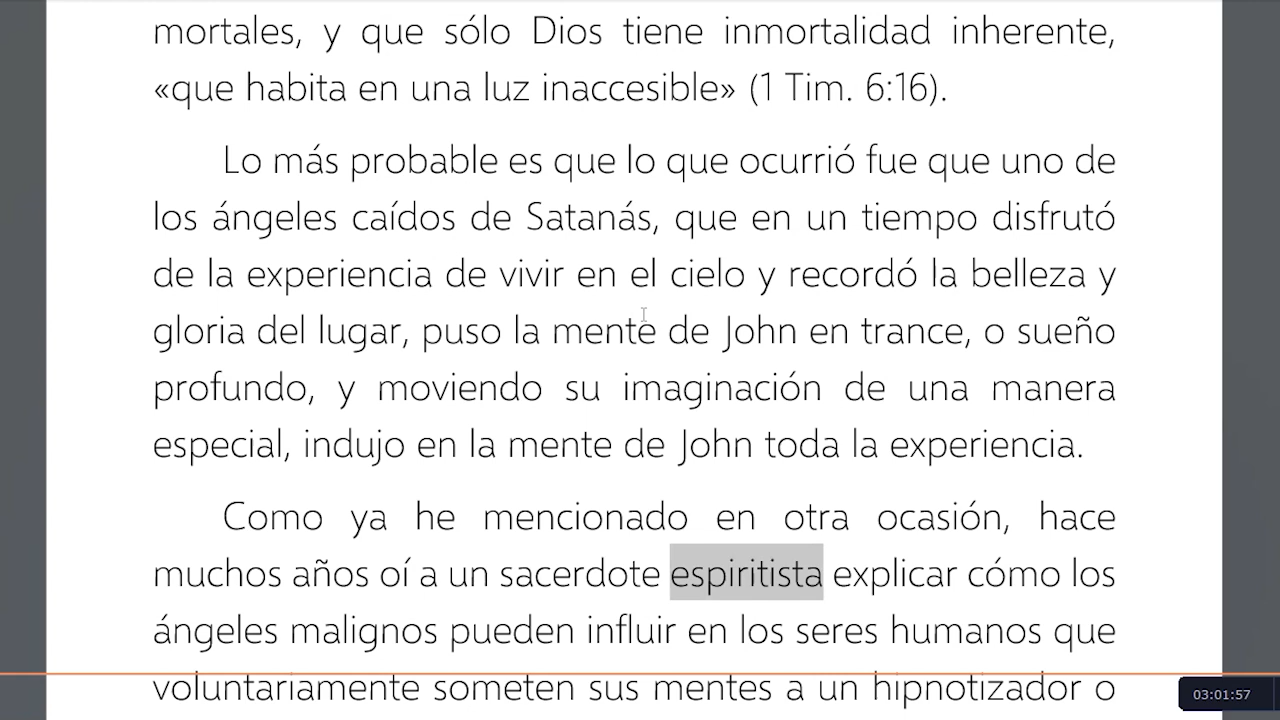 mortales, y que sólo Dios tiene inmortalidad inherente,
«que habita en una luz inaccesible» (1 Tim. 6:16).
Lo más probable es que lo que ocurrió fue que uno de
los ángeles caídos de Satanás, que en un tiempo disfrutó
de la experiencia de vivir en el cielo y recordó la belleza y
gloria del lugar, puso la mente de John en trance, o sueño
profundo, y moviendo su imaginación de una manera
especial, indujo en la mente de John toda la experiencia.
Como ya he mencionado en otra ocasión, hace
muchos años oí a un sacerdote espiritista explicar cómo los
ángeles malignos pueden influir en los seres humanos que
voluntariamente someten sus mentes a un hipnotizador o
03:01:57